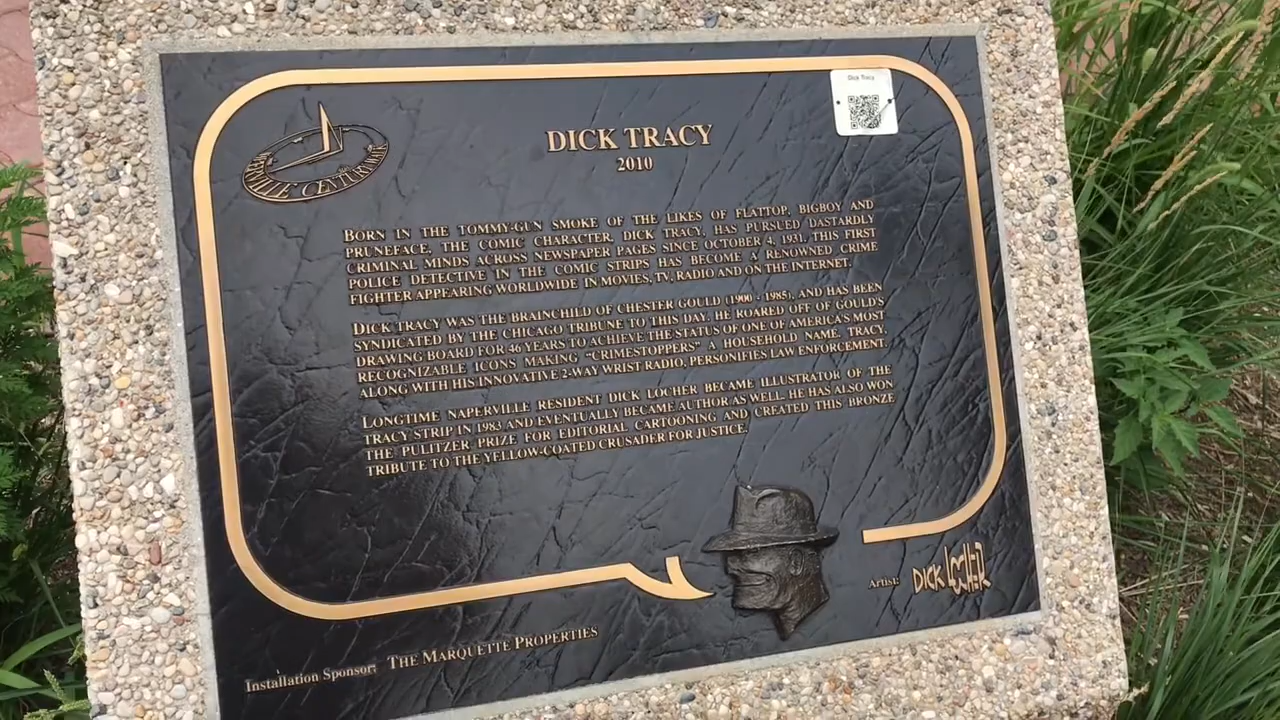 Dick Tracy
NAPERVILLE CENTURY WALK
DICK TRACY
2010
BORN IN THE TOMMY-GUN SMOKE OF THE LIKES OF FLATTOP, BIGBOY AND
PRUNEFACE, THE COMIC CHARACTER, DICK TRACY, HAS PURSUED DASTARDLY
CRIMINAL MINDS ACROSS NEWSPAPER PAGES SINCE OCTOBER 4, 1931. THIS FIRST
POLICE DETECTIVE IN THE COMIC STRIPS HAS BECOME A RENOWNED CRIME
FIGHTER APPEARING WORLDWIDE IN MOVIES, TV, RADIO AND ON THE INTERNET.
DICK TRACY WAS THE BRAINCHILD OF CHESTER GOULD (1900 - 1985), AND HAS BEEN
SYNDICATED BY THE CHICAGO TRIBUNE TO THIS DAY. HE ROARED OFF OF GOULD'S
DRAWING BOARD FOR 46 YEARS TO ACHIEVE THE STATUS OF ONE OF AMERICA'S MOST
RECOGNIZABLE ICONS MAKING "CRIMESTOPPERS" A HOUSEHOLD NAME. TRACY,
ALONG WITH HIS INNOVATIVE 2-WAY WRIST RADIO, PERSONIFIES LAW ENFORCEMENT.
LONGTIME NAPERVILLE RESIDENT DICK LOCHER BECAME ILLUSTRATOR OF THE
TRACY STRIP IN 1983 AND EVENTUALLY BECAME AUTHOR AS WELL. HE HAS ALSO WON
THE PULITZER PRIZE FOR EDITORIAL CARTOONING AND CREATED THIS BRONZE
TRIBUTE TO THE YELLOW-COATED CRUSADER FOR JUSTICE.
Artist: DICK LOCHER
Installation Sponsor: THE MARQUETTE PROPERTIES